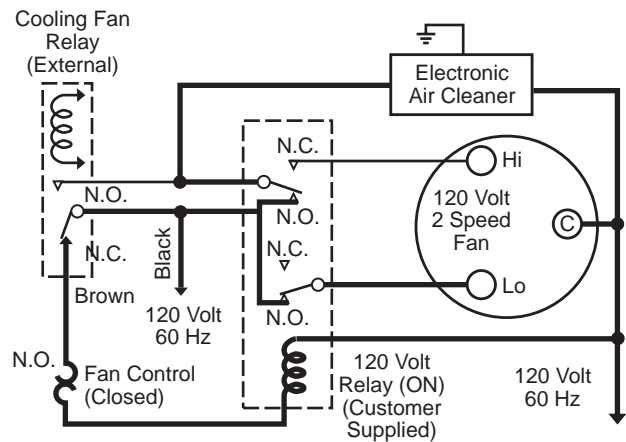 Cooling Fan
Relay
(External)
Electronic
Air Cleaner
N.C.
Hi
N.O.
N.O.
120 Volt
2 Speed
Fan
C
N.C.
Black
N.C.
Lo
Brown
120 Volt
60 Hz
N.O.
N.O.
Fan Control
(Closed)
120 Volt
Relay (ON)
(Customer
Supplied)
120 Volt
60 Hz